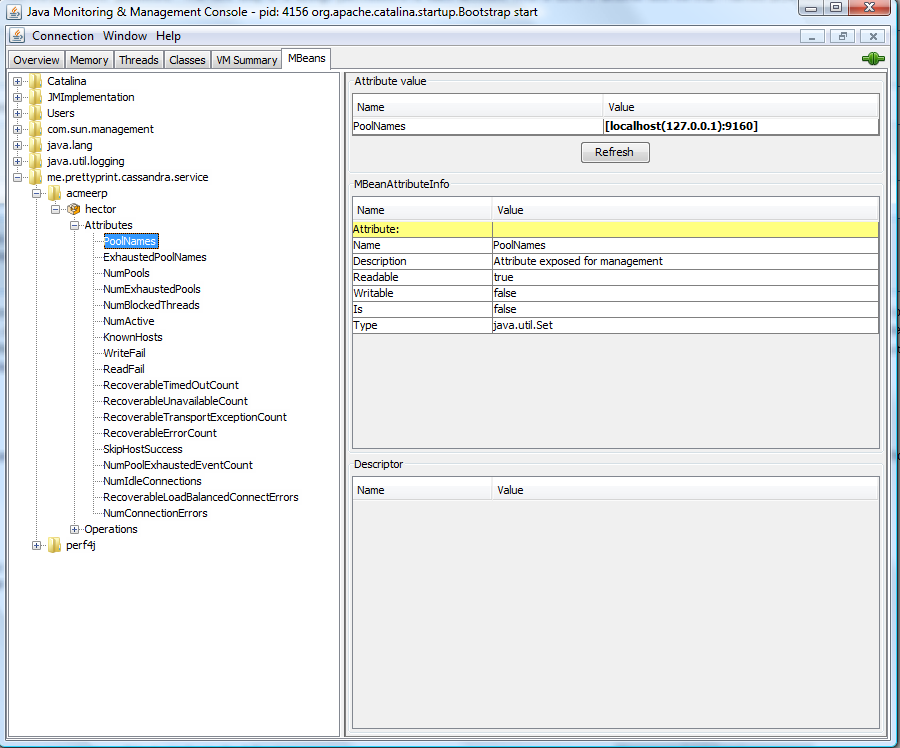 Java Monitoring & Management Console - pid: 4156 org.apache.catalina.startup.Bootstrap start
Connection Window Help
Overview Memory Threads Classes VM Summary MBeans
Catalina
JMImplementation
Users
com.sun.management
java.lang
java.util.logging
me.prettyprint.cassandra.service
acmeerp
hector
Attributes
PoolNames
ExhaustedPoolNames
NumPools
NumExhaustedPools
NumBlockedThreads
NumActive
KnownHosts
WriteFail
ReadFail
RecoverableTimedOutCount
RecoverableUnavailableCount
RecoverableTransportExceptionCount
RecoverableErrorCount
SkipHostSuccess
NumPoolExhaustedEventCount
NumIdleConnections
RecoverableLoadBalancedConnectErrors
NumConnectionErrors
Operations
perf4j
Attribute value
Name Value
PoolNames [localhost(127.0.0.1):9160]
Refresh
MBeanAttributeInfo
Name Value
Attribute:
Name PoolNames
Description Attribute exposed for management
Readable true
Writable false
Is false
Type java.util.Set
Descriptor
Name Value